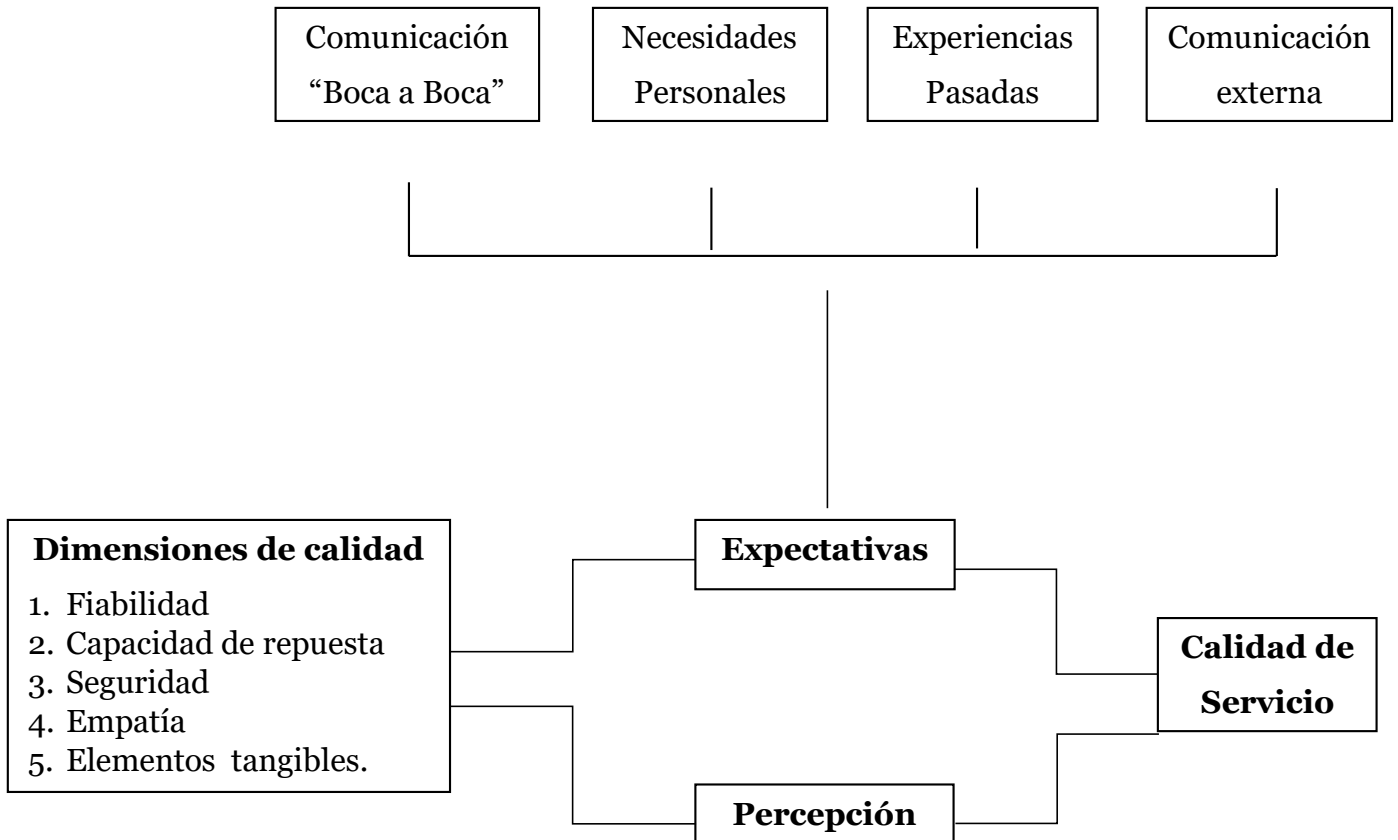 Comunicación
“Boca a Boca”
Necesidades
Personales
Experiencias
Pasadas
Comunicación
externa
Dimensiones de calidad
1. Fiabilidad
2. Capacidad de repuesta
3. Seguridad
4. Empatía
5. Elementos tangibles.
Expectativas
Percepción
Calidad de
Servicio